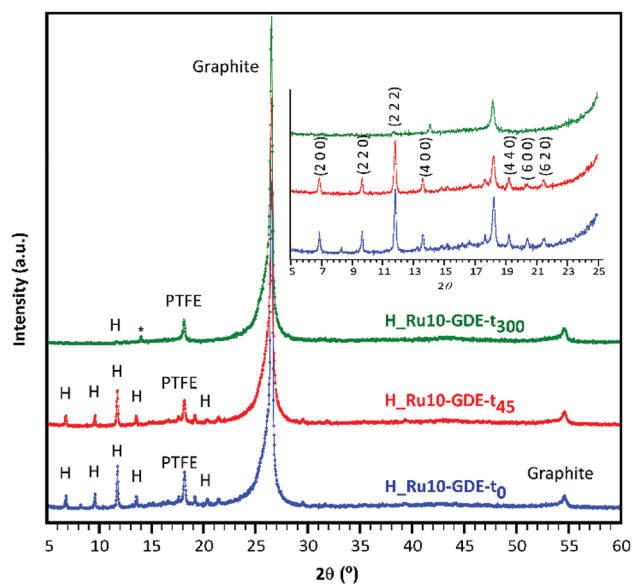 Graphite
(2 0 0)
(2 2 0)
(2 2 2)
(4 0 0)
(4 4 0)
(6 0 0)
(6 2 0)
5 7 9 11 13 15 17 19 21 23 25
2θ
Intensity (a.u.)
H * PTFE
H_Ru10-GDE-t300
H H H H PTFE H
H_Ru10-GDE-t45
H H H H PTFE H
H_Ru10-GDE-t0
Graphite
5 10 15 20 25 30 35 40 45 50 55 60
2θ (°)